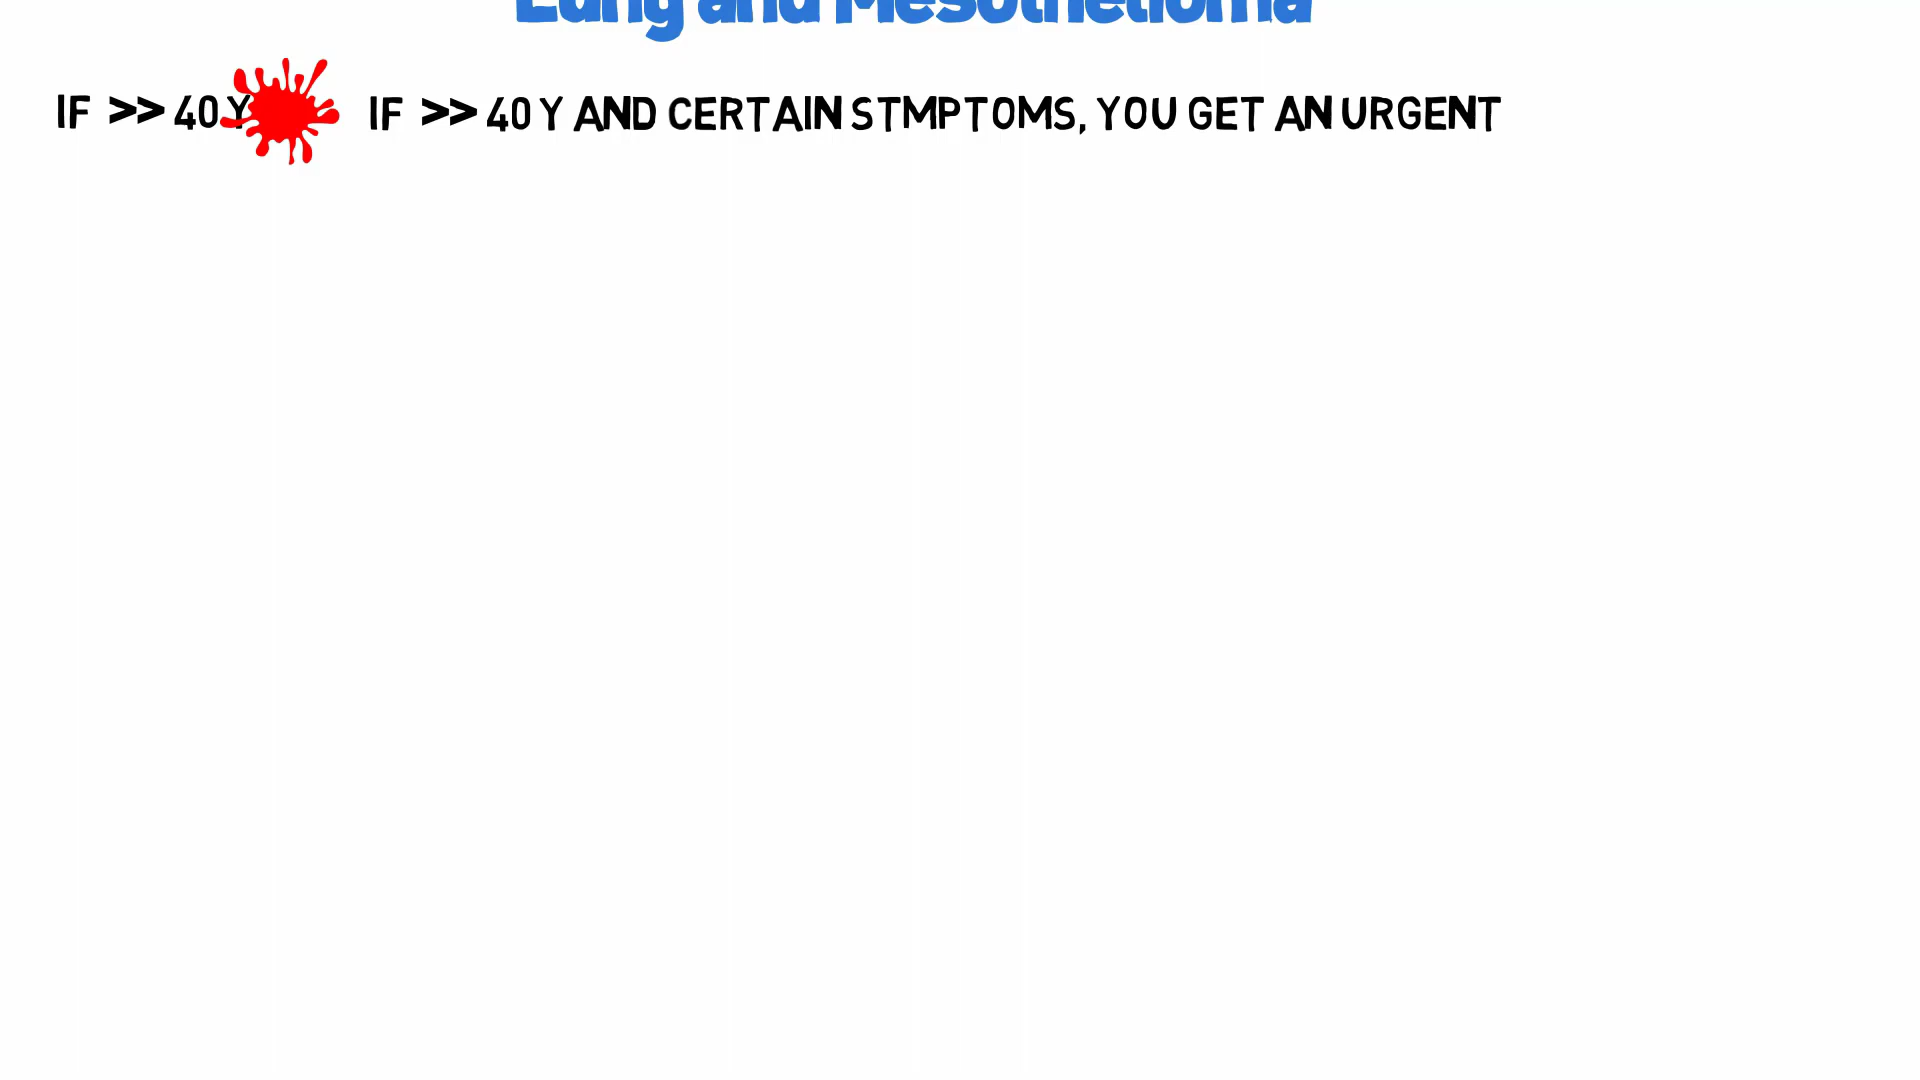 Lung and Mesothelioma
IF >> 40 Y IF >> 40 Y AND CERTAIN STMPTOMS, YOU GET AN URGENT